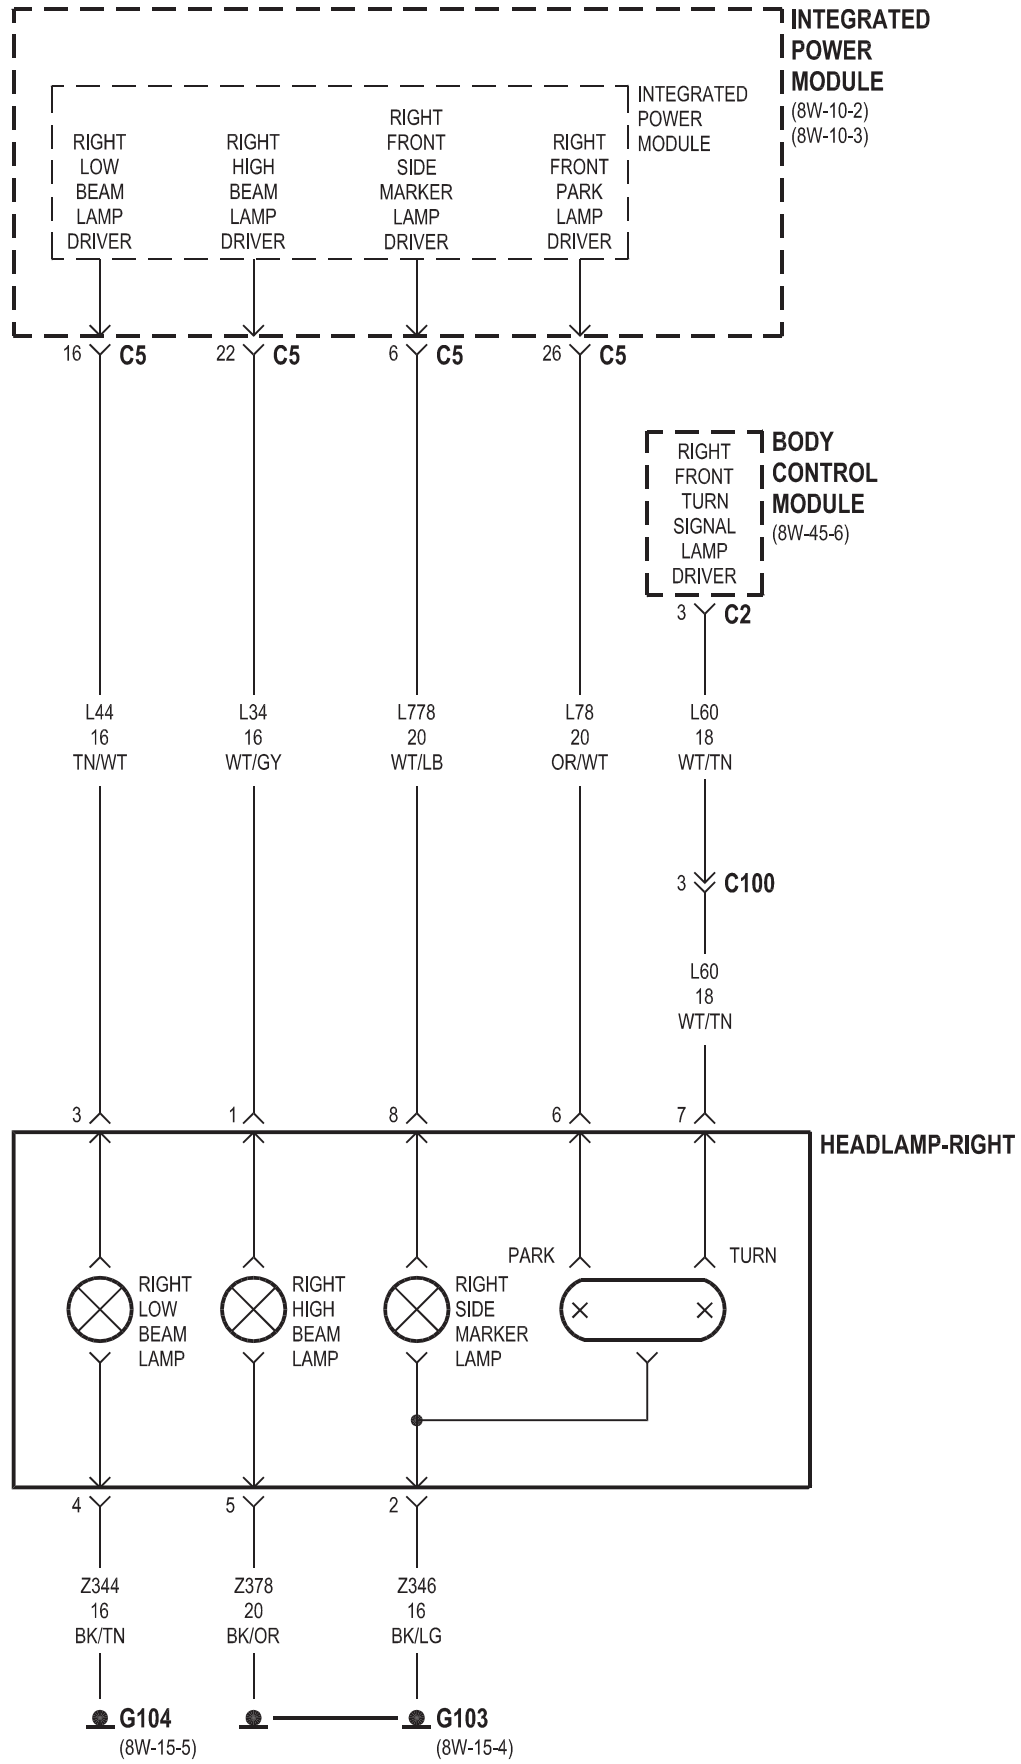 INTEGRATED
POWER
MODULE
(8W-10-2)
(8W-10-3)
INTEGRATED
POWER
MODULE
RIGHT
LOW
BEAM
LAMP
DRIVER
RIGHT
HIGH
BEAM
LAMP
DRIVER
RIGHT
FRONT
SIDE
MARKER
LAMP
DRIVER
RIGHT
FRONT
PARK
LAMP
DRIVER
16 C5
22 C5
6 C5
26 C5
BODY
CONTROL
MODULE
(8W-45-6)
RIGHT
FRONT
TURN
SIGNAL
LAMP
DRIVER
3 C2
L44
16
TN/WT
L34
16
WT/GY
L778
20
WT/LB
L78
20
OR/WT
L60
18
WT/TN
3 C100
L60
18
WT/TN
3
1
8
6
7
HEADLAMP-RIGHT
PARK
TURN
RIGHT
LOW
BEAM
LAMP
RIGHT
HIGH
BEAM
LAMP
RIGHT
SIDE
MARKER
LAMP
4
5
2
Z344
16
BK/TN
Z378
20
BK/OR
Z346
16
BK/LG
G104
(8W-15-5)
G103
(8W-15-4)